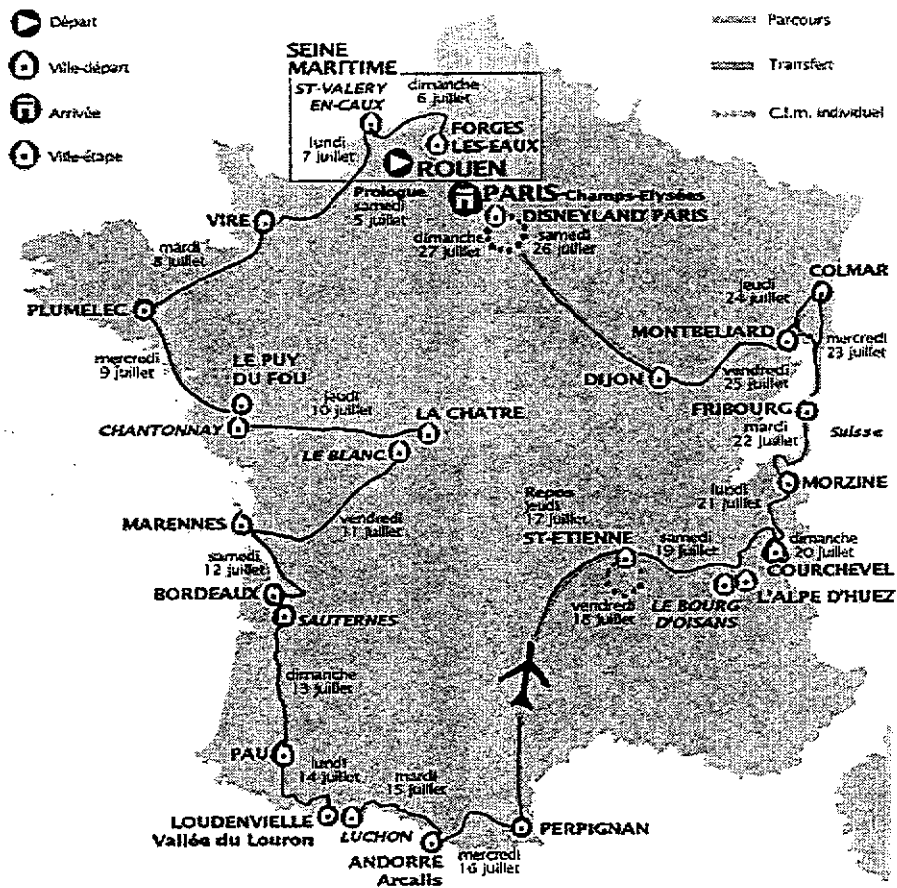 Départ
Ville-départ
Arrivée
Ville-étape
Parcours
Transfert
C.l.m. individuel
SEINE
MARITIME
ST-VALERY
EN-CAUX
dimanche
6 juillet
lundi
7 juillet
FORGES
LES-EAUX
ROUEN
Prologue
samedi
5 juillet
PARIS Champs-Elysées
DISNEYLAND PARIS
dimanche
27 juillet
samedi
26 juillet
VIRE
mardi
8 juillet
PLUMELEC
mercredi
9 juillet
LE PUY
DU FOU
CHANTONNAY
jeudi
10 juillet
LA CHATRE
LE BLANC
vendredi
11 juillet
MARENNES
samedi
12 juillet
BORDEAUX
SAUTERNES
dimanche
13 juillet
PAU
lundi
14 juillet
LOUDENVIELLE
Vallée du Louron
LUCHON
mardi
15 juillet
ANDORRE
Arcalis
mercredi
16 juillet
PERPIGNAN
Repos
jeudi
17 juillet
ST-ETIENNE
vendredi
18 juillet
samedi
19 juillet
LE BOURG
D'OISANS
L'ALPE D'HUEZ
COURCHEVEL
dimanche
20 juillet
lundi
21 juillet
MORZINE
mardi
22 juillet
Suisse
FRIBOURG
mercredi
23 juillet
COLMAR
jeudi
24 juillet
MONTBELIARD
vendredi
25 juillet
DIJON